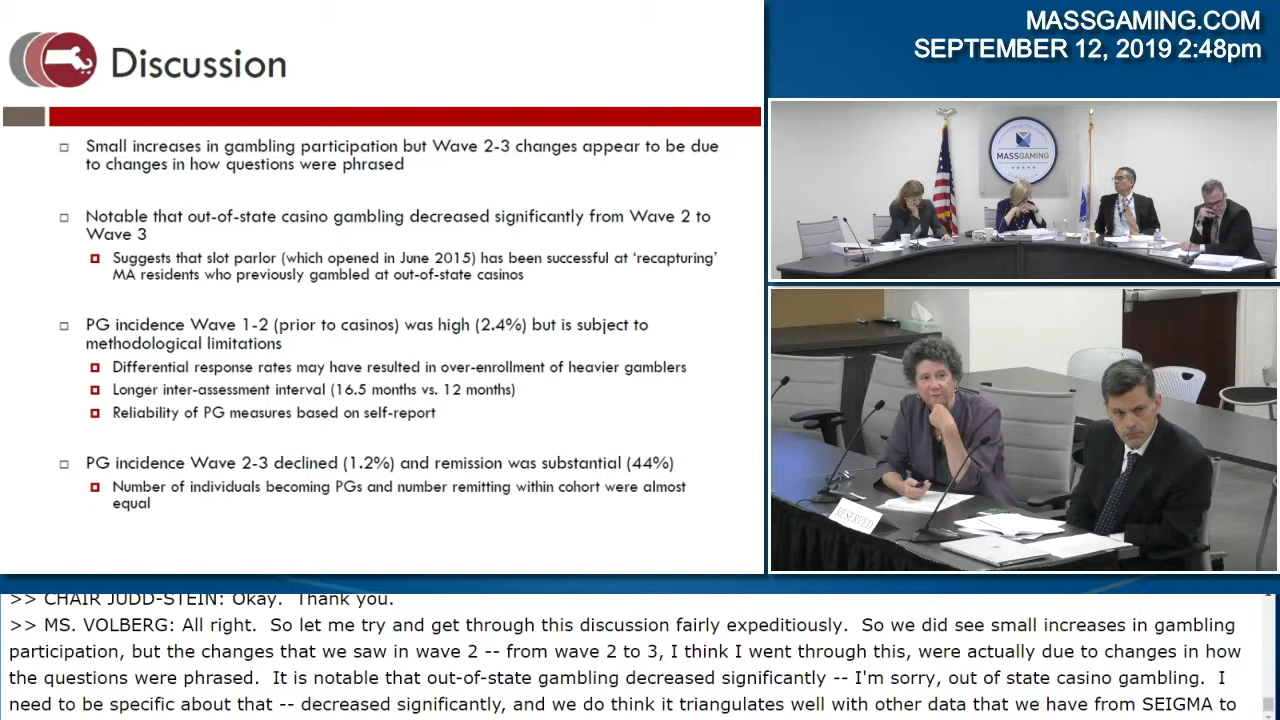 MASSGAMING.COM
SEPTEMBER 12, 2019 2:48pm
Discussion
Small increases in gambling participation but Wave 2-3 changes appear to be due
to changes in how questions were phrased
Notable that out-of-state casino gambling decreased significantly from Wave 2 to
Wave 3
Suggests that slot parlor (which opened in June 2015) has been successful at ‘recapturing’
MA residents who previously gambled at out-of-state casinos
PG incidence Wave 1-2 (prior to casinos) was high (2.4%) but is subject to
methodological limitations
Differential response rates may have resulted in over-enrollment of heavier gamblers
Longer inter-assessment interval (16.5 months vs. 12 months)
Reliability of PG measures based on self-report
PG incidence Wave 2-3 declined (1.2%) and remission was substantial (44%)
Number of individuals becoming PGs and number remitting within cohort were almost
equal
MASSGAMING
RESERVED
>> CHAIR JUDD-STEIN: Okay.  Thank you.
>> MS. VOLBERG: All right.  So let me try and get through this discussion fairly expeditiously.  So we did see small increases in gambling
participation, but the changes that we saw in wave 2 -- from wave 2 to 3, I think I went through this, were actually due to changes in how
the questions were phrased.  It is notable that out-of-state gambling decreased significantly -- I'm sorry, out of state casino gambling.  I
need to be specific about that -- decreased significantly, and we do think it triangulates well with other data that we have from SEIGMA to